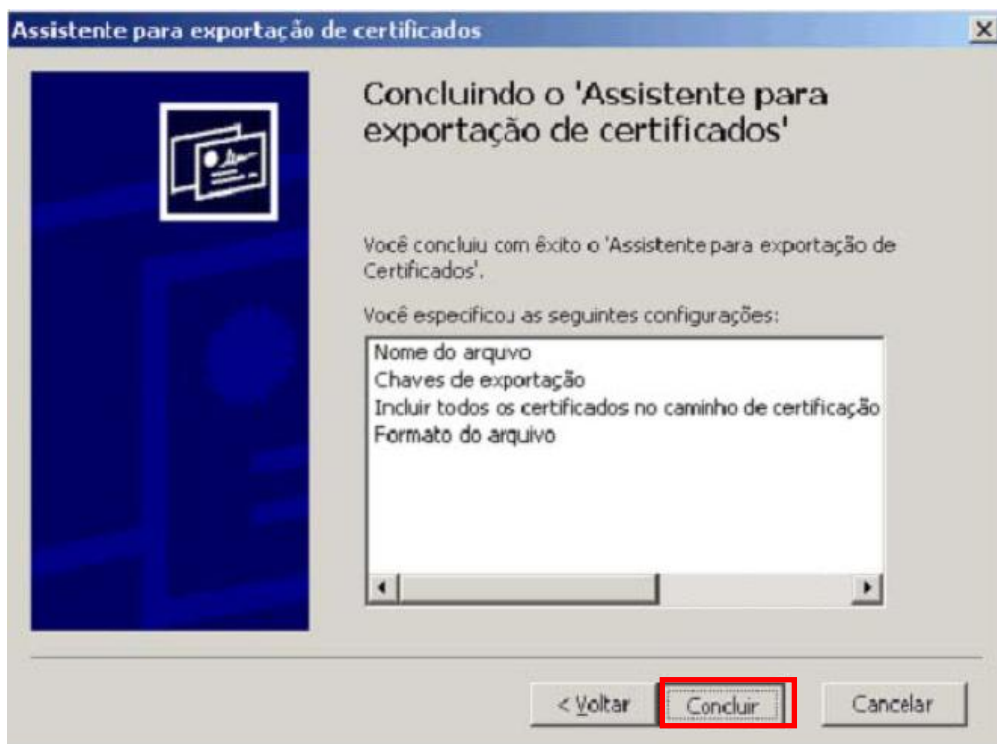 Assistente para exportação de certificados
Concluindo o 'Assistente para
exportação de certificados'
Você concluiu com êxito o 'Assistente para exportação de
Certificados'.
Você especificou as seguintes configurações:
Nome do arquivo
Chaves de exportação
Incluir todos os certificados no caminho de certificação
Formato do arquivo
< Voltar
Concluir
Cancelar